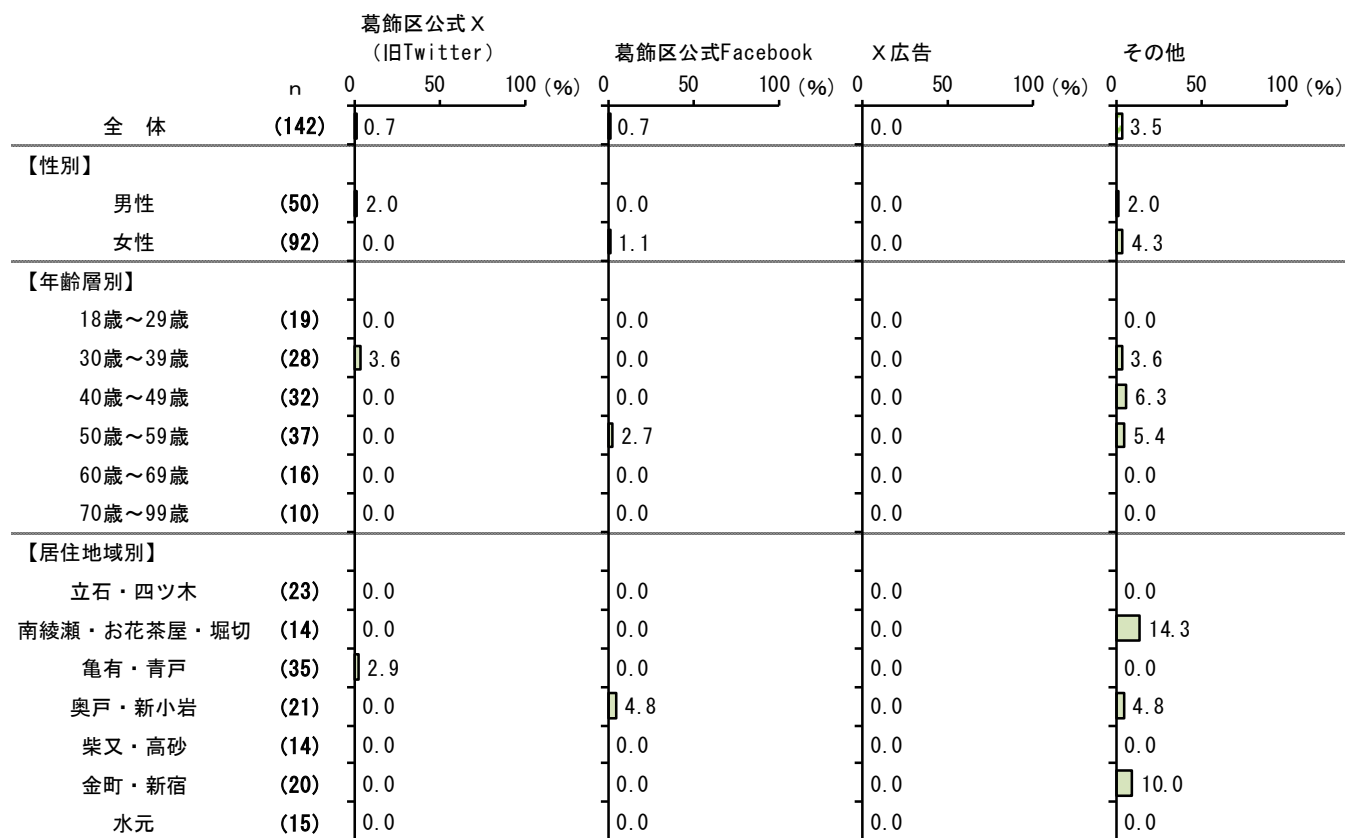 葛飾区公式X
（旧Twitter） 葛飾区公式Facebook X広告 その他
n 0 50 100 (%) 0 50 100 (%) 0 50 100 (%) 0 50 100 (%)
全 体 (142) 0.7 0.7 0.0 3.5
【性別】
男性 (50) 2.0 0.0 0.0 2.0
女性 (92) 0.0 1.1 0.0 4.3
【年齢層別】
18歳～29歳 (19) 0.0 0.0 0.0 0.0
30歳～39歳 (28) 3.6 0.0 0.0 3.6
40歳～49歳 (32) 0.0 0.0 0.0 6.3
50歳～59歳 (37) 0.0 2.7 0.0 5.4
60歳～69歳 (16) 0.0 0.0 0.0 0.0
70歳～99歳 (10) 0.0 0.0 0.0 0.0
【居住地域別】
立石・四ツ木 (23) 0.0 0.0 0.0 0.0
南綾瀬・お花茶屋・堀切 (14) 0.0 0.0 0.0 14.3
亀有・青戸 (35) 2.9 0.0 0.0 0.0
奥戸・新小岩 (21) 0.0 4.8 0.0 4.8
柴又・高砂 (14) 0.0 0.0 0.0 0.0
金町・新宿 (20) 0.0 0.0 0.0 10.0
水元 (15) 0.0 0.0 0.0 0.0